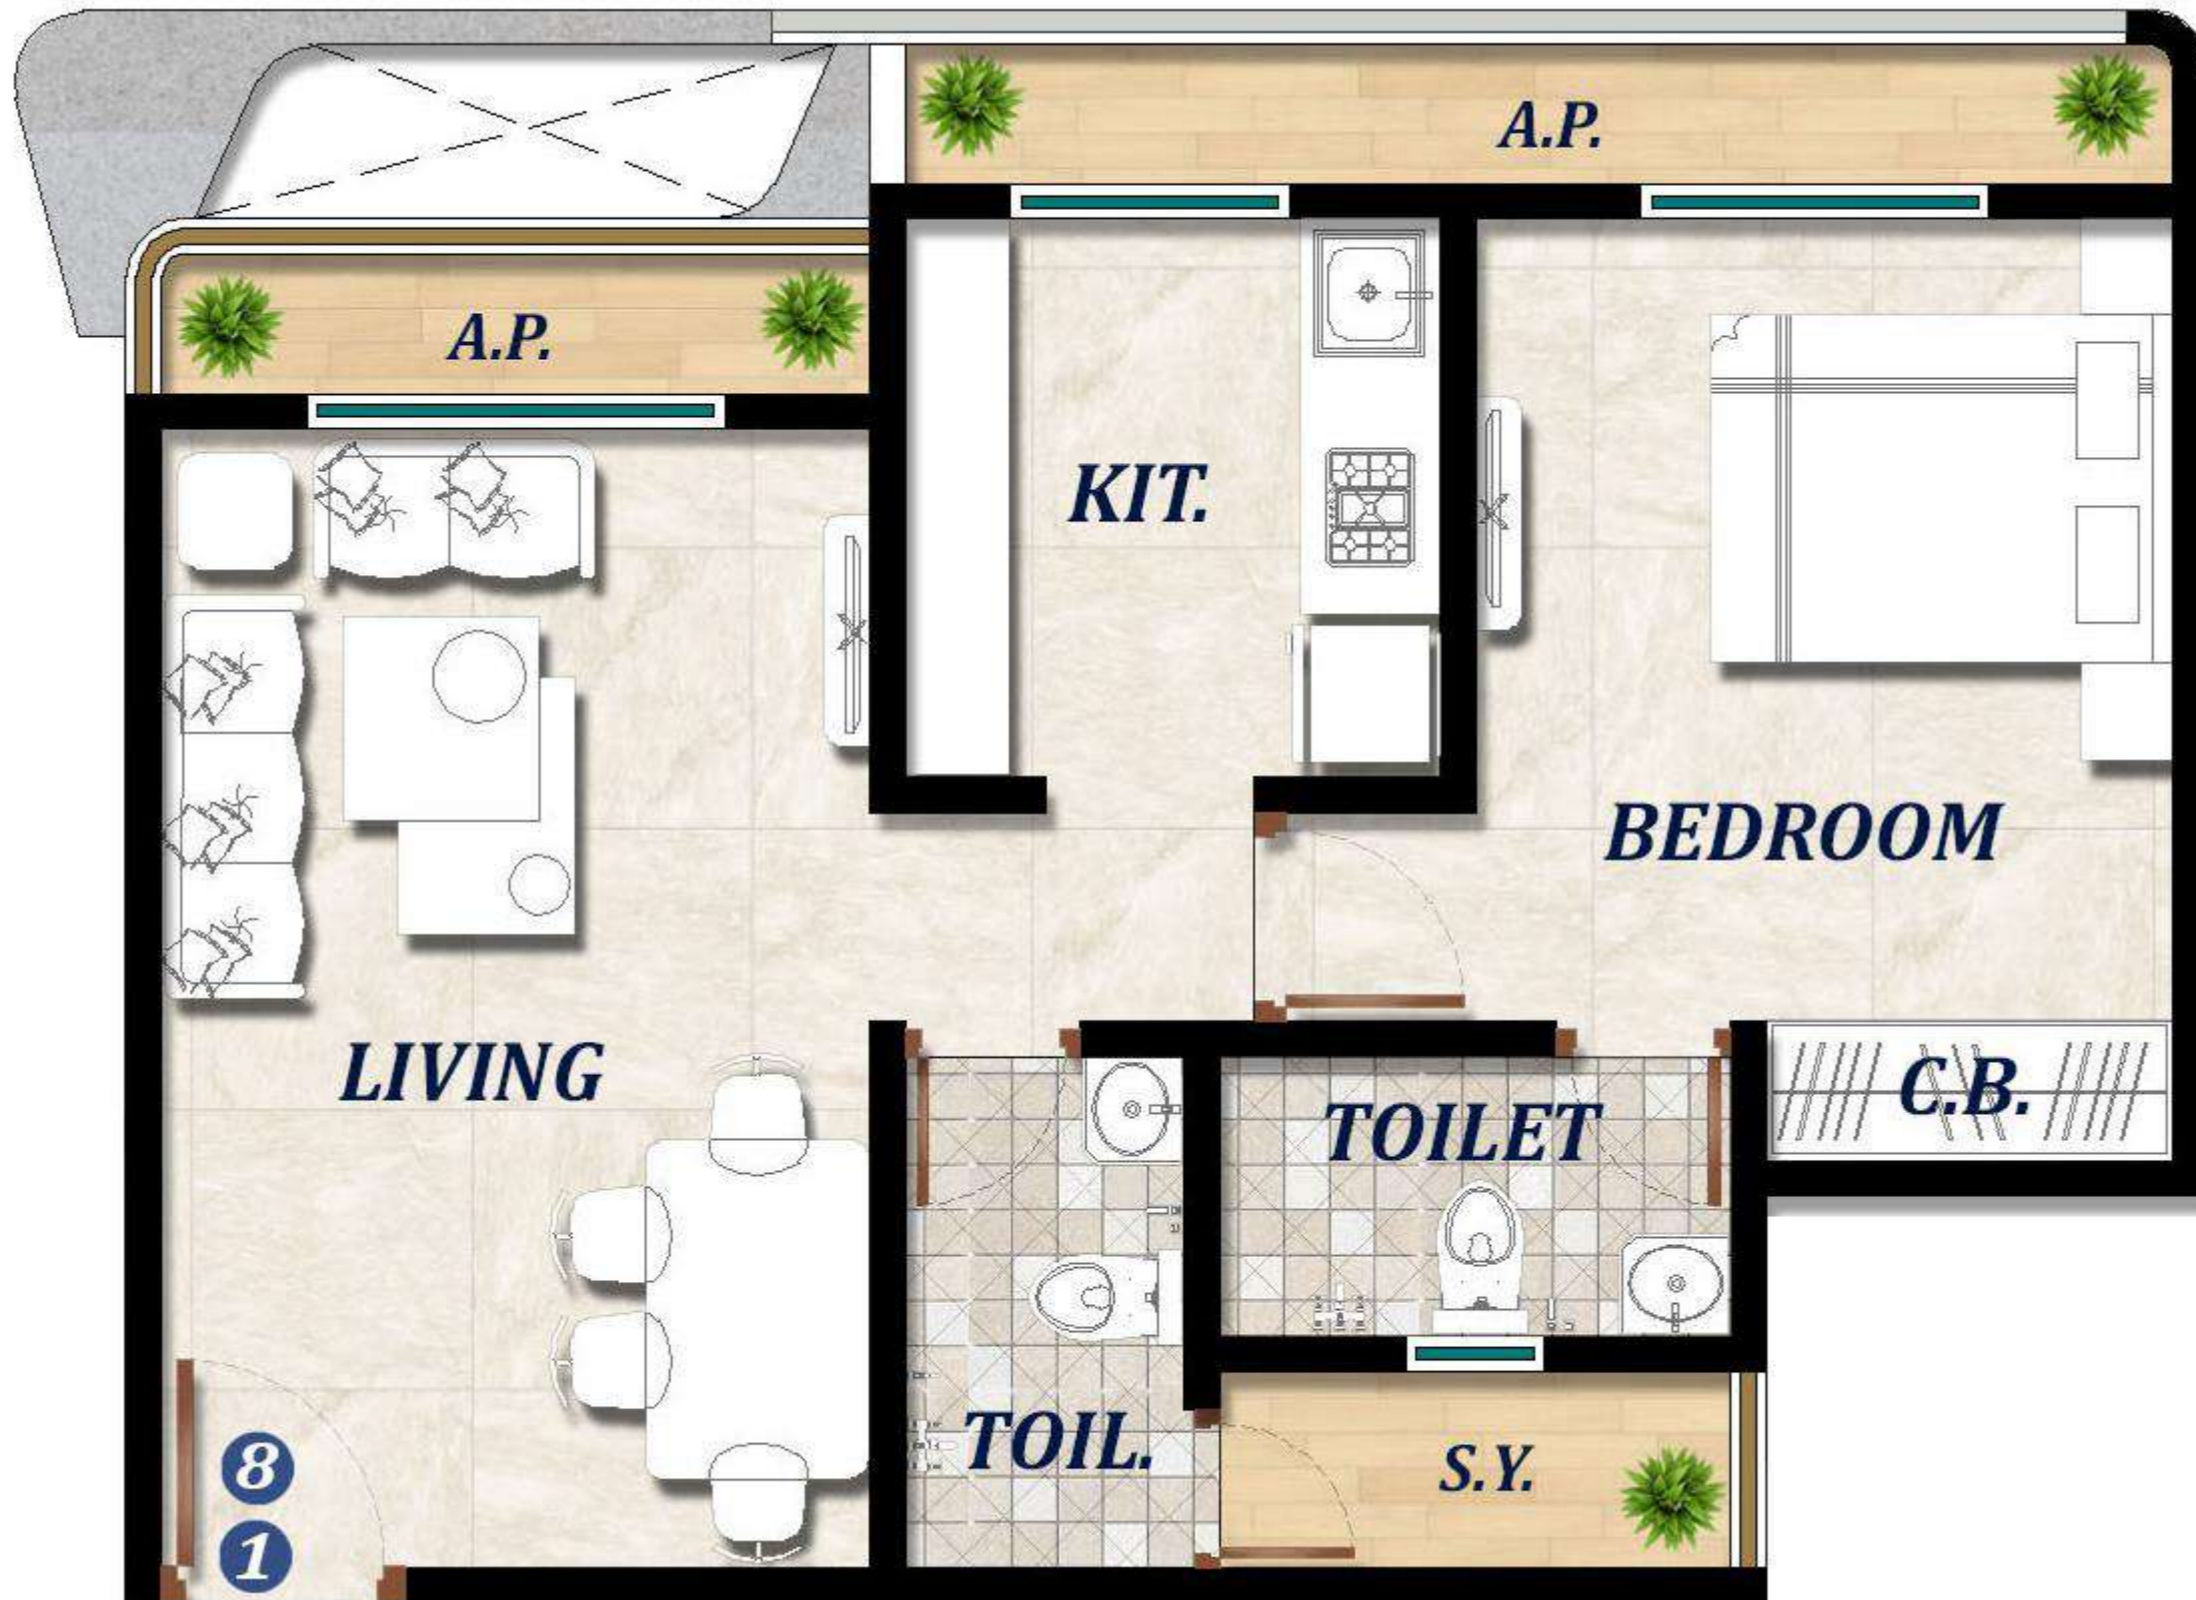 A.P.
A.P.
KIT.
BEDROOM
LIVING
C.B.
TOILET
TOIL.
S.Y.
8
1